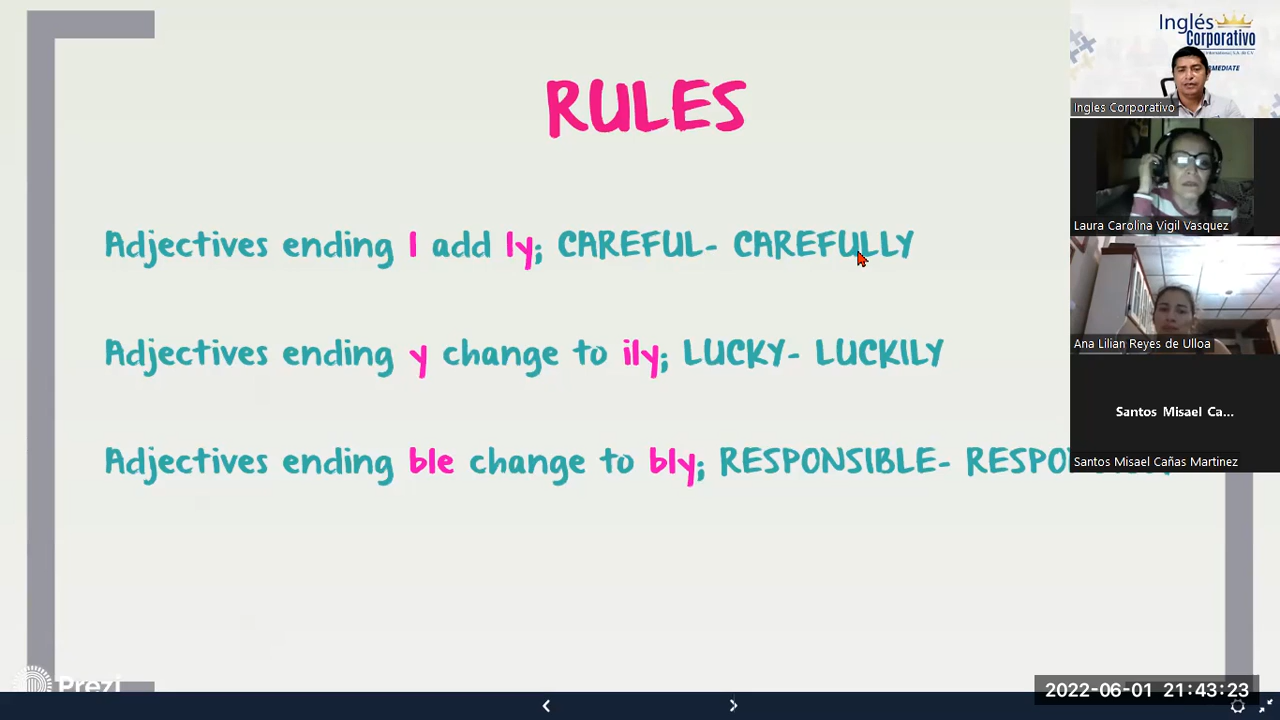 RULES
Adjectives ending l add ly; CAREFUL- CAREFULLY
Adjectives ending y change to ily; LUCKY- LUCKILY
Adjectives ending ble change to bly; RESPONSIBLE-
Inglés
Corporativo
Ingles Corporativo
Laura Carolina Vigil Vasquez
Ana Lilian Reyes de Ulloa
Santos Misael Ca...
Santos Misael Cañas Martinez
Prezi
2022-06-01 21:43:23